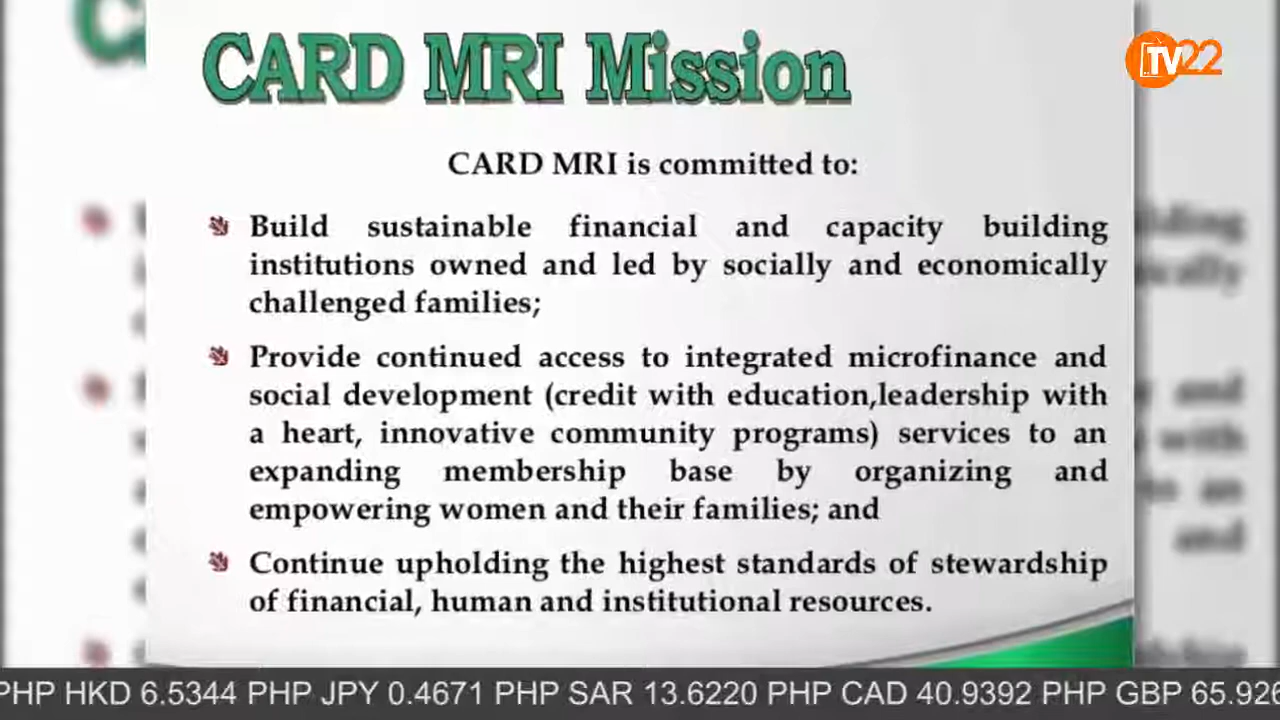 CARD MRI Mission
TV22
CARD MRI is committed to:
Build sustainable financial and capacity building
institutions owned and led by socially and economically
challenged families;
Provide continued access to integrated microfinance and
social development (credit with education,leadership with
a heart, innovative community programs) services to an
expanding membership base by organizing and
empowering women and their families; and
Continue upholding the highest standards of stewardship
of financial, human and institutional resources.
PHP HKD 6.5344 PHP JPY 0.4671 PHP SAR 13.6220 PHP CAD 40.9392 PHP GBP 65.926